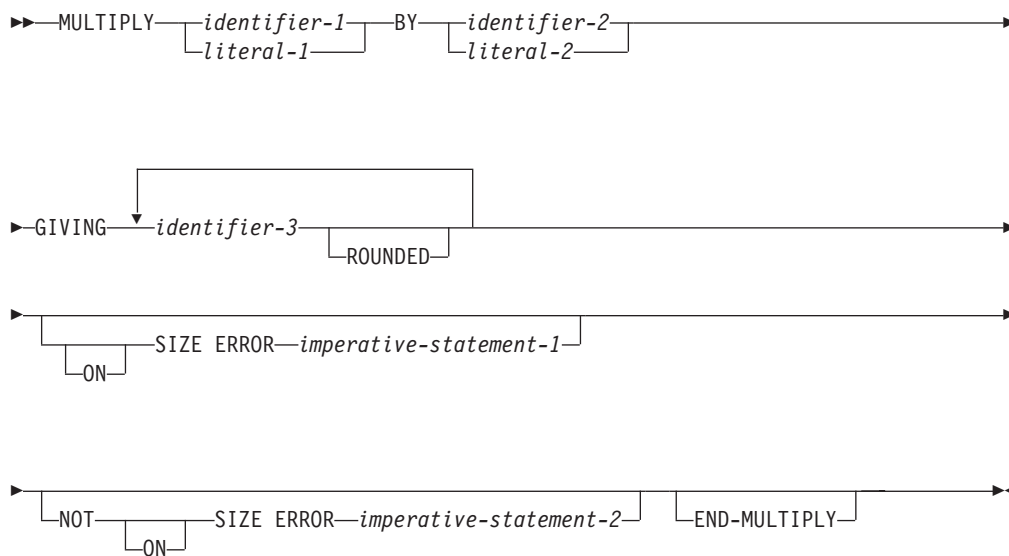 MULTIPLY identifier-1 BY identifier-2
literal-1 literal-2
GIVING identifier-3
ROUNDED
SIZE ERROR imperative-statement-1
ON
NOT SIZE ERROR imperative-statement-2 END-MULTIPLY
ON